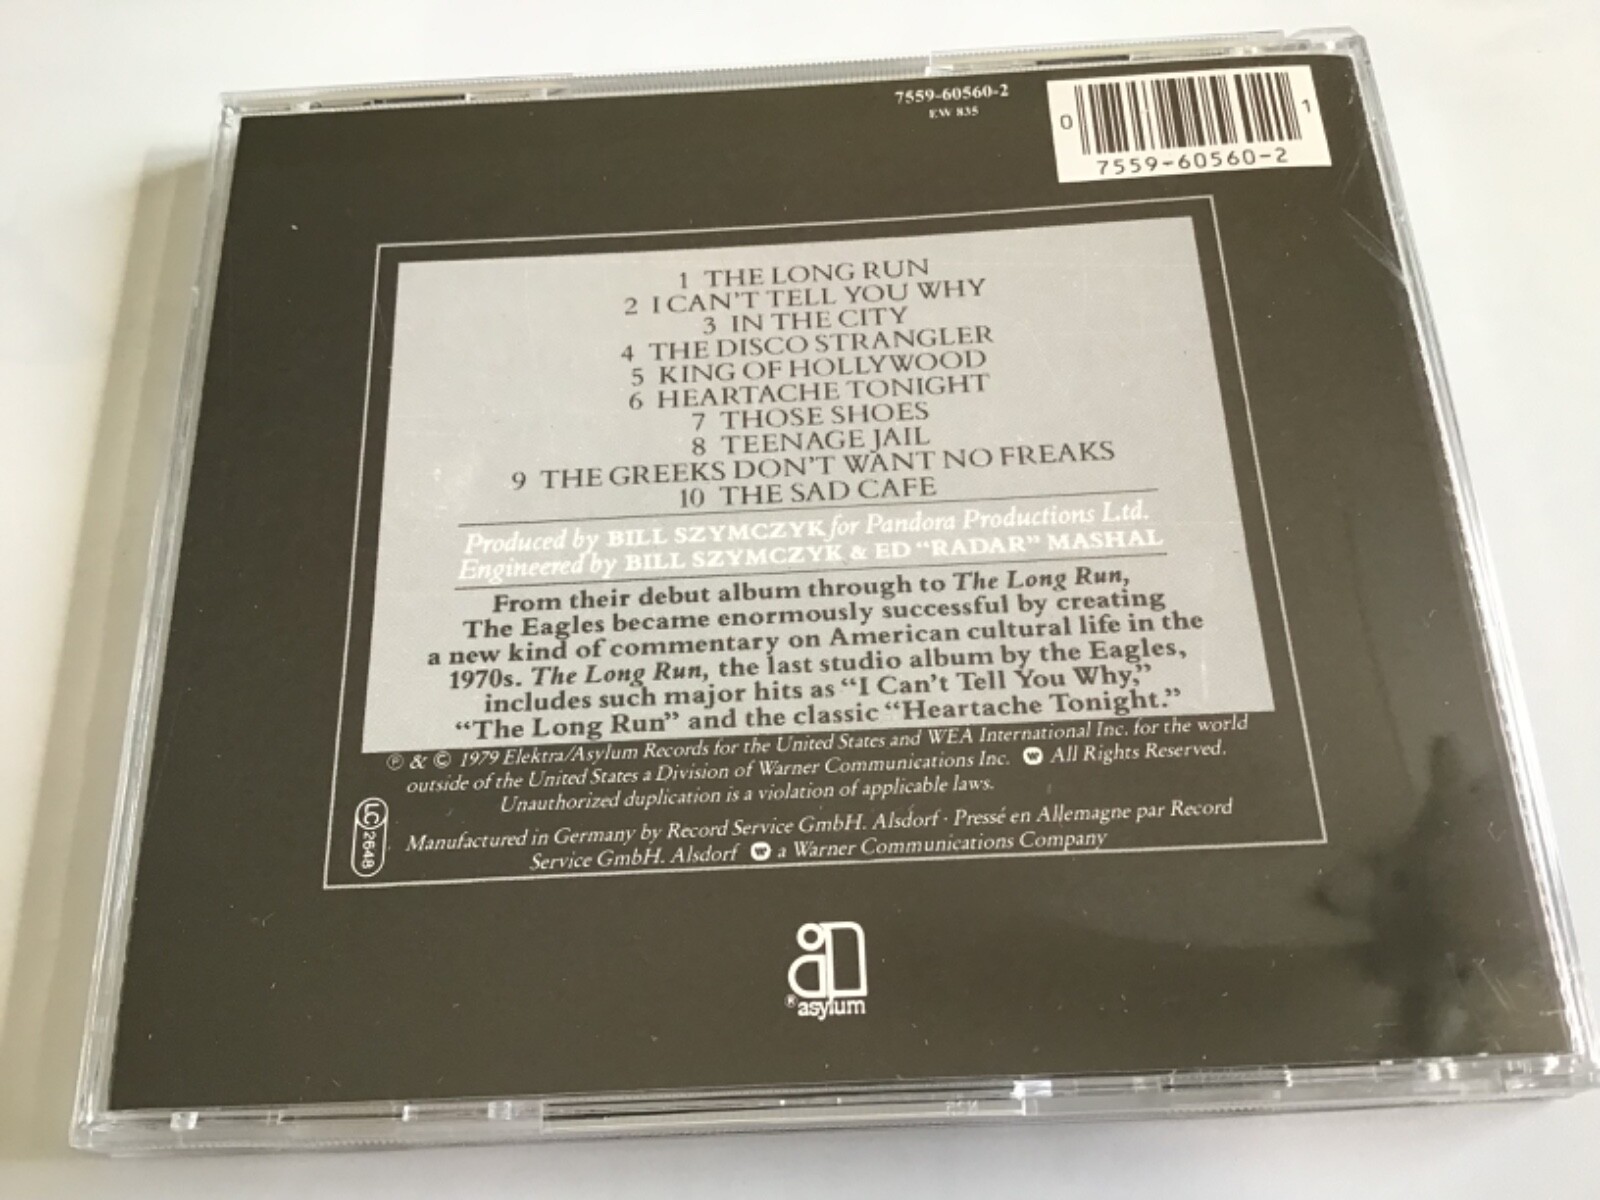 7559-60560-2
EW 835
0 1
7559-60560-2
1 THE LONG RUN
2 I CAN'T TELL YOU WHY
3 IN THE CITY
4 THE DISCO STRANGLER
5 KING OF HOLLYWOOD
6 HEARTACHE TONIGHT
7 THOSE SHOES
8 TEENAGE JAIL
9 THE GREEKS DON'T WANT NO FREAKS
10 THE SAD CAFE
Produced by BILL SZYMCZYK for Pandora Productions Ltd.
Engineered by BILL SZYMCZYK & ED "RADAR" MASHAL
From their debut album through to The Long Run,
The Eagles became enormously successful by creating
a new kind of commentary on American cultural life in the
1970s. The Long Run, the last studio album by the Eagles,
includes such major hits as "I Can't Tell You Why,"
"The Long Run" and the classic "Heartache Tonight."
℗ & © 1979 Elektra/Asylum Records for the United States and WEA International Inc. for the world
outside of the United States a Division of Warner Communications Inc. All Rights Reserved.
Unauthorized duplication is a violation of applicable laws.
LC 2648
Manufactured in Germany by Record Service GmbH. Alsdorf · Pressé en Allemagne par Record
Service GmbH. Alsdorf a Warner Communications Company
® asylum